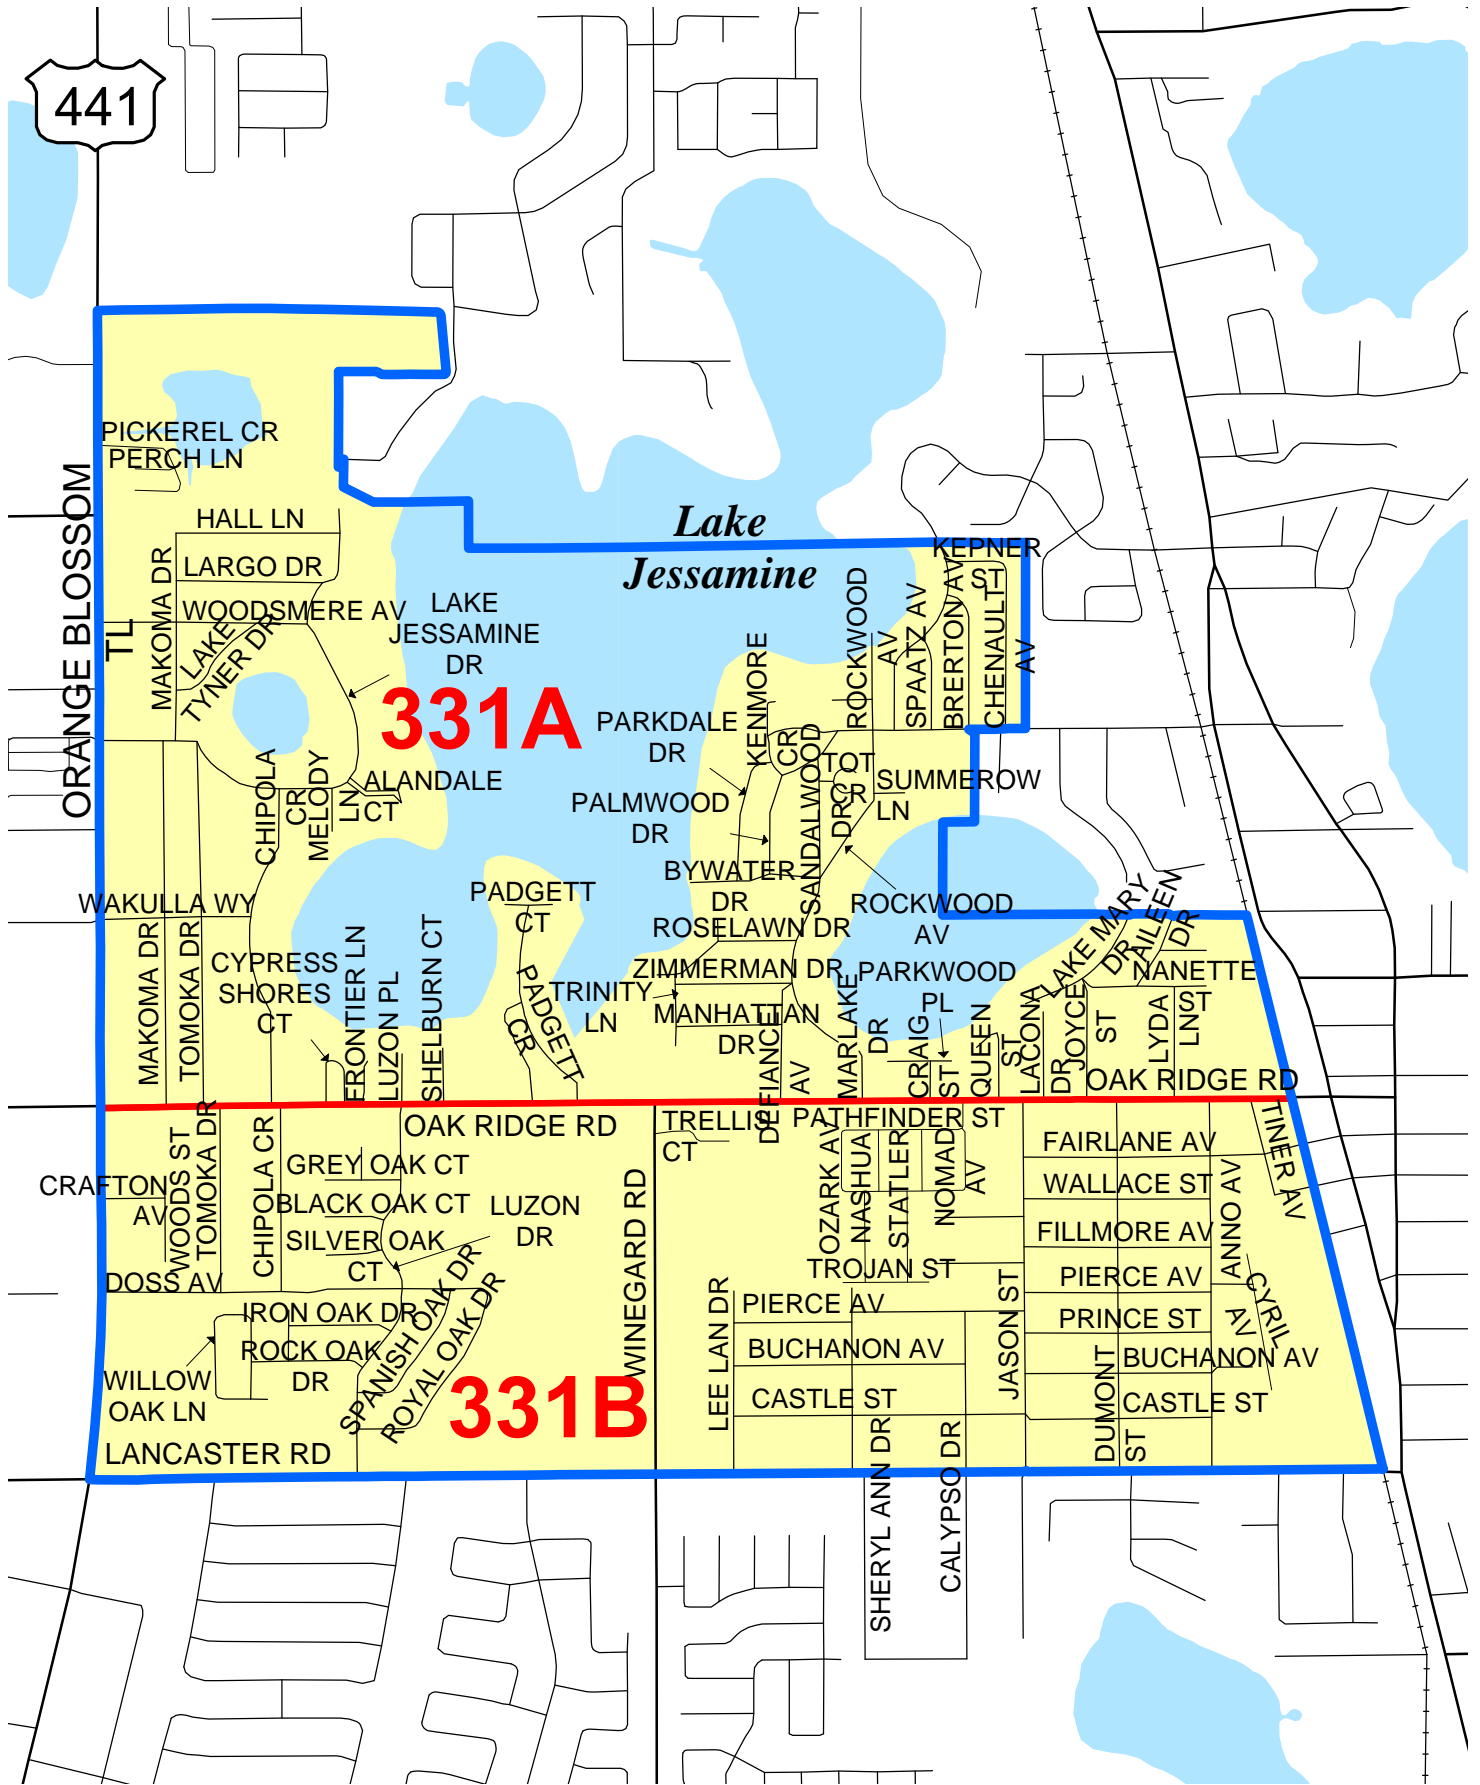 441
PICKEREL CR
PERCH LN
ORANGE BLOSSOM
TL
HALL LN
MAKOMA DR
LARGO DR
WOODSMERE AV
LAKE
TYNER DR
LAKE
JESSAMINE
DR
Lake
Jessamine
KEPNER
ST
ROCKWOOD
AV
SPAATZ AV
BRERTON AV
CHENAULT
AV
331A
KENMORE
CR
PARKDALE
DR
PALMWOOD
DR
SANDALWOOD
DR
TOT
CR
SUMMEROW
LN
CHIPOLA
CR
MELODY
LN
ALANDALE
CT
BYWATER
DR
ROCKWOOD
AV
WAKULLA WY
PADGETT
CT
ROSELAWN DR
LAKE MARY
DR
AILEEN
DR
MAKOMA DR
TOMOKA DR
CYPRESS
SHORES
CT
FRONTIER LN
LUZON PL
SHELBURN CT
PADGETT
CR
TRINITY
LN
ZIMMERMAN DR
MANHATTAN
DR
DEFIANCE
AV
MARLAKE
DR
PARKWOOD
PL
CRAIG
ST
QUEEN
ST
LACONA
DR
JOYCE
ST
NANETTE
ST
LYDA
LN
OAK RIDGE RD
OAK RIDGE RD
TRELLIS
CT
PATHFINDER ST
CRAFTON
AV
WOODS ST
TOMOKA DR
CHIPOLA CR
GREY OAK CT
BLACK OAK CT
SILVER OAK
CT
LUZON
DR
WINEGARD RD
OZARK AV
NASHUA
STATLER
NOMAD
AV
FAIRLANE AV
WALLACE ST
FILLMORE AV
ANNO AV
TINER AV
DOSS AV
TROJAN ST
PIERCE AV
CYRIL
AV
IRON OAK DR
ROCK OAK
DR
SPANISH OAK DR
ROYAL OAK DR
LEE LAN DR
PIERCE AV
JASON ST
PRINCE ST
WILLOW
OAK LN
331B
BUCHANON AV
BUCHANON AV
CASTLE ST
DUMONT
ST
CASTLE ST
LANCASTER RD
SHERYL ANN DR
CALYPSO DR